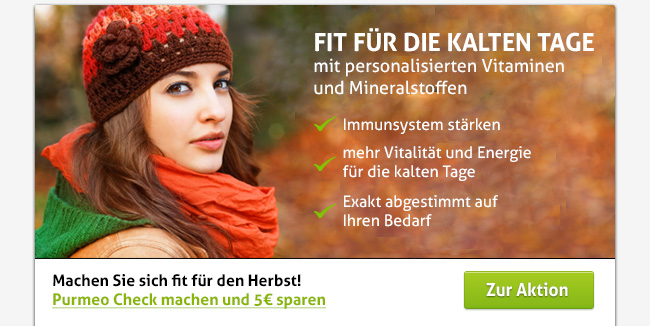 FIT FÜR DIE KALTEN TAGE
mit personalisierten Vitaminen
und Mineralstoffen
Immunsystem stärken
mehr Vitalität und Energie
für die kalten Tage
Exakt abgestimmt auf
Ihren Bedarf
Machen Sie sich fit für den Herbst!
Purmeo Check machen und 5€ sparen
Zur Aktion